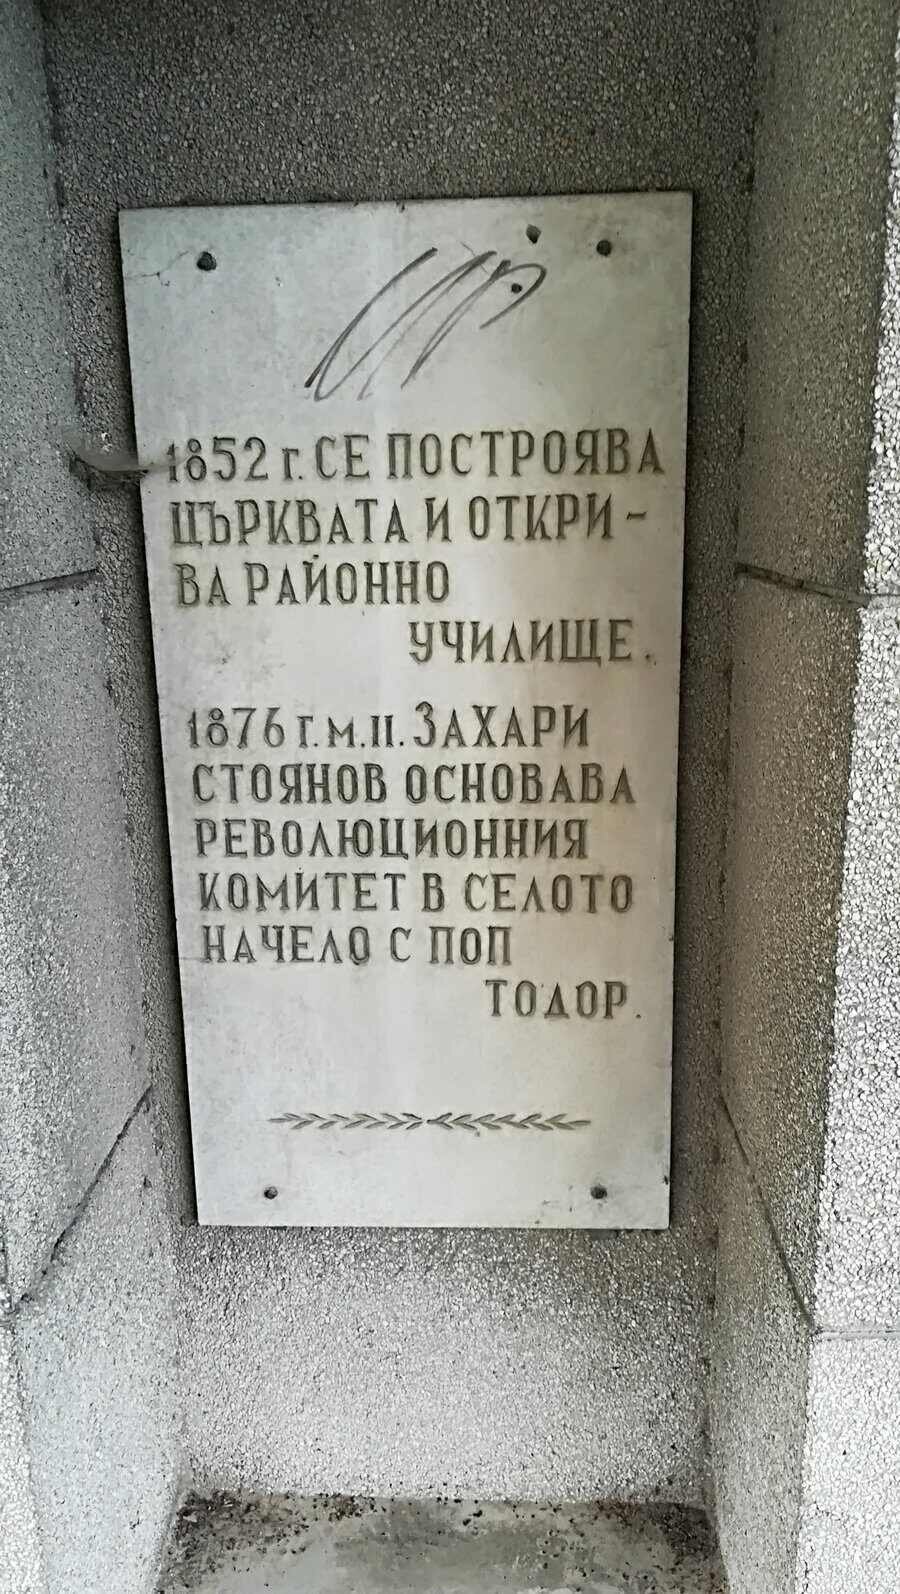 1852 г. СЕ ПОСТРОЯВА
ЦЪРКВАТА И ОТКРИ-
ВА РАЙОННО
УЧИЛИЩЕ.
1876 г. м. II. ЗАХАРИ
СТОЯНОВ ОСНОВАВА
РЕВОЛЮЦИОННИЯ
КОМИТЕТ В СЕЛОТО
НАЧЕЛО С ПОП
ТОДОР.